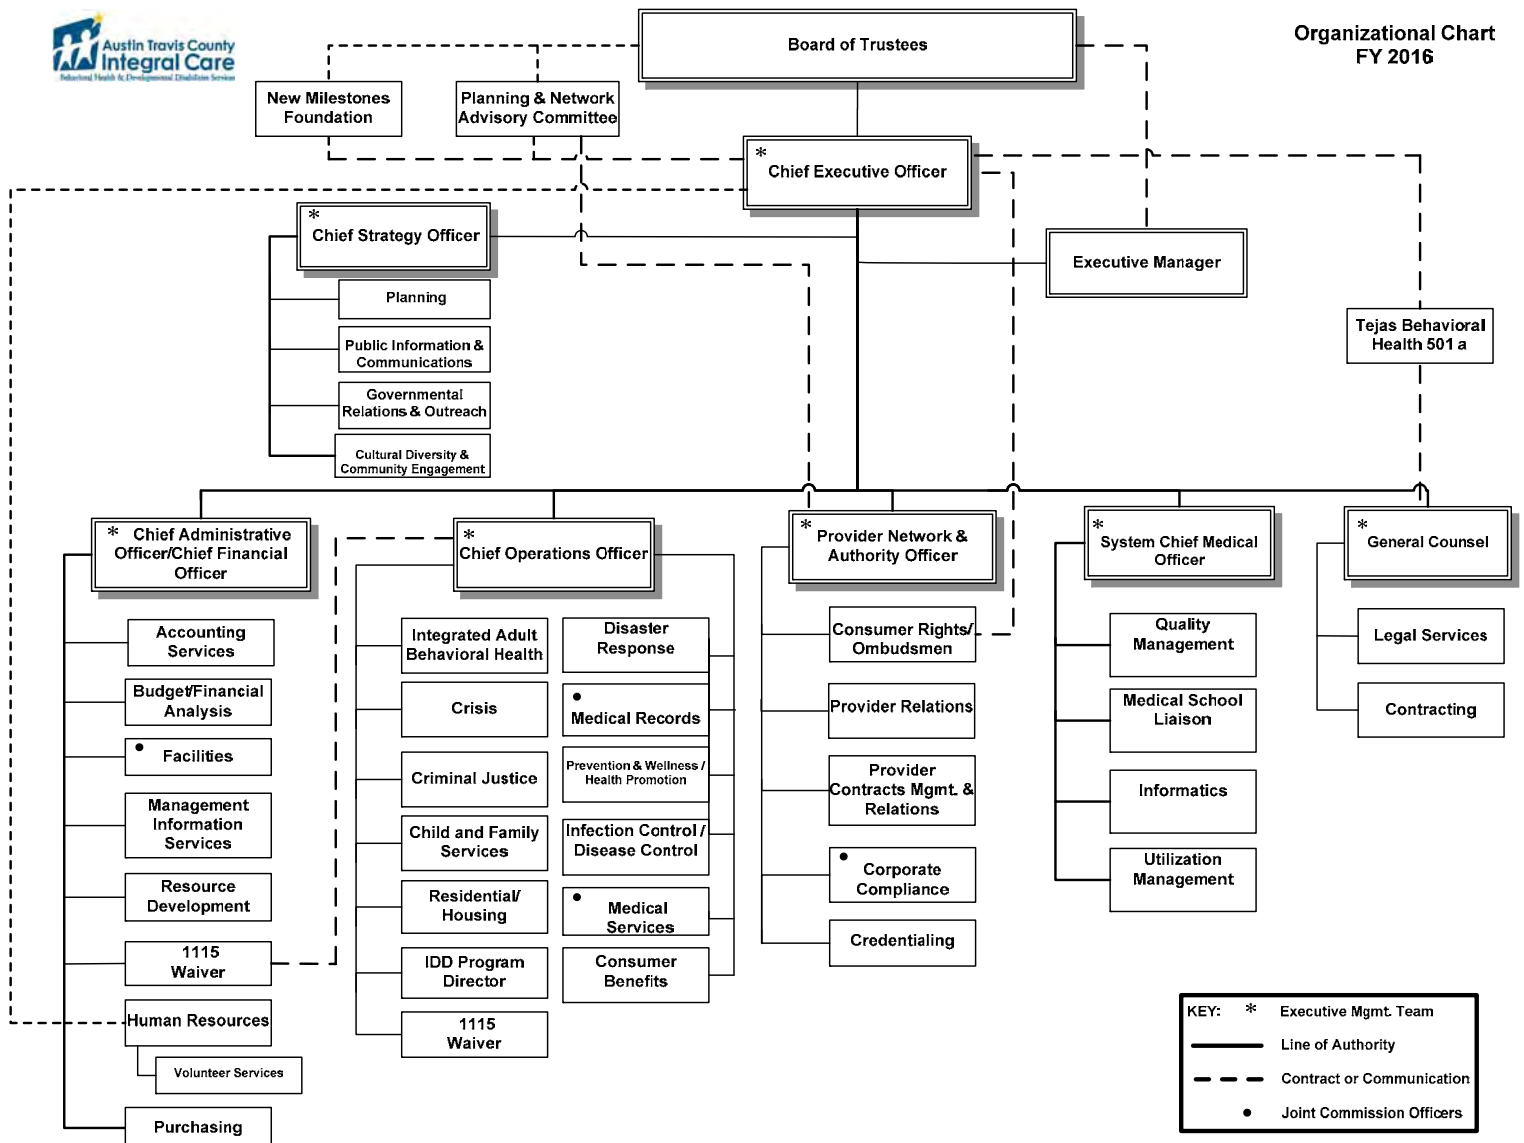 Austin Travis County
Integral Care
Behavioral Health & Developmental Disabilities Services
Organizational Chart
FY 2016
Board of Trustees
New Milestones
Foundation
Planning & Network
Advisory Committee
*
Chief Executive Officer
*
Chief Strategy Officer
Executive Manager
Planning
Public Information &
Communications
Governmental
Relations & Outreach
Cultural Diversity &
Community Engagement
Tejas Behavioral
Health 501 a
* Chief Administrative
Officer/Chief Financial
Officer
*
Chief Operations Officer
* Provider Network &
Authority Officer
*
System Chief Medical
Officer
*
General Counsel
Accounting
Services
Budget/Financial
Analysis
• Facilities
Management
Information
Services
Resource
Development
1115
Waiver
Human Resources
Volunteer Services
Purchasing
Integrated Adult
Behavioral Health
Crisis
Criminal Justice
Child and Family
Services
Residential/
Housing
IDD Program
Director
1115
Waiver
Disaster
Response
•
Medical Records
Prevention & Wellness /
Health Promotion
Infection Control /
Disease Control
•
Medical
Services
Consumer
Benefits
Consumer Rights/
Ombudsmen
Provider Relations
Provider
Contracts Mgmt. &
Relations
•
Corporate
Compliance
Credentialing
Quality
Management
Medical School
Liaison
Informatics
Utilization
Management
Legal Services
Contracting
KEY: * Executive Mgmt. Team
Line of Authority
Contract or Communication
• Joint Commission Officers